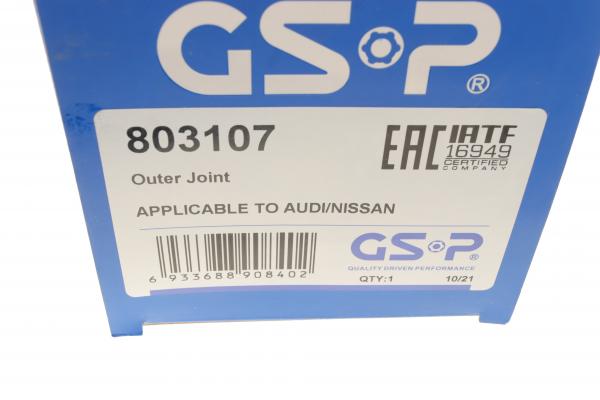 GSP®
803107
EAC IATF
16949
CERTIFIED
COMPANY
Outer Joint
APPLICABLE TO AUDI/NISSAN
GSP®
QUALITY DRIVEN PERFORMANCE
6 933688 908402
QTY:1 10/21